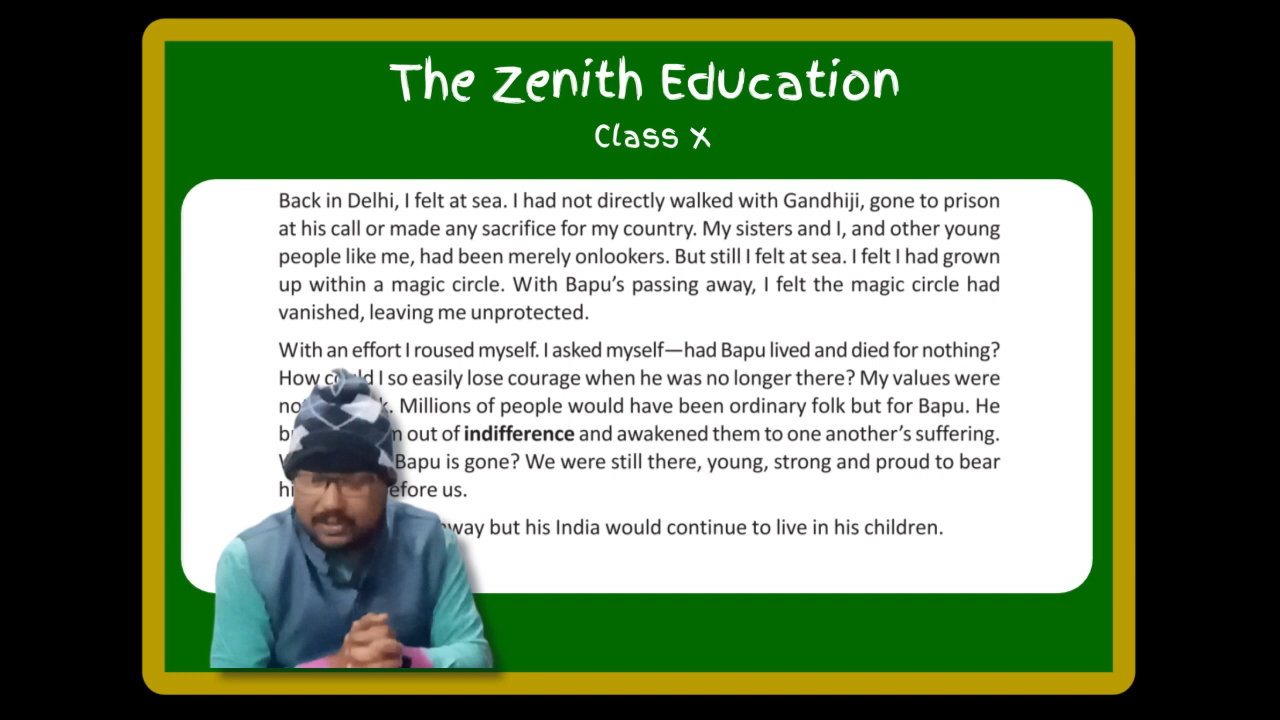 The Zenith Education
Class X
Back in Delhi, I felt at sea. I had not directly walked with Gandhiji, gone to prison
at his call or made any sacrifice for my country. My sisters and I, and other young
people like me, had been merely onlookers. But still I felt at sea. I felt I had grown
up within a magic circle. With Bapu’s passing away, I felt the magic circle had
vanished, leaving me unprotected.
With an effort I roused myself. I asked myself—had Bapu lived and died for nothing?
How could I so easily lose courage when he was no longer there? My values were
Millions of people would have been ordinary folk but for Bapu. He
out of indifference and awakened them to one another’s suffering.
Bapu is gone? We were still there, young, strong and proud to bear
us.
but his India would continue to live in his children.